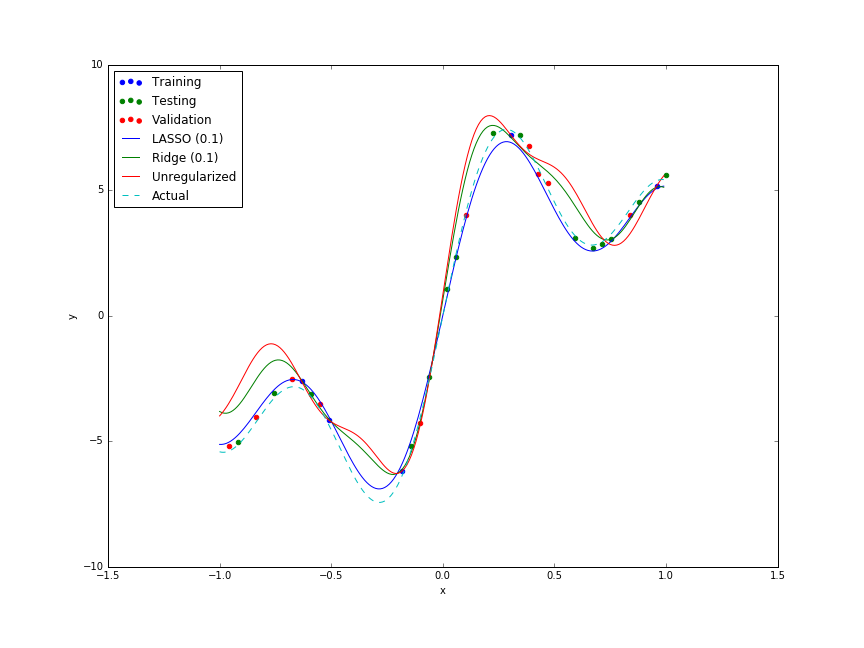 10
Training
Testing
Validation
LASSO (0.1)
Ridge (0.1)
Unregularized
Actual
5
y
0
−5
−10
−1.5 −1.0 −0.5 0.0 0.5 1.0 1.5
x